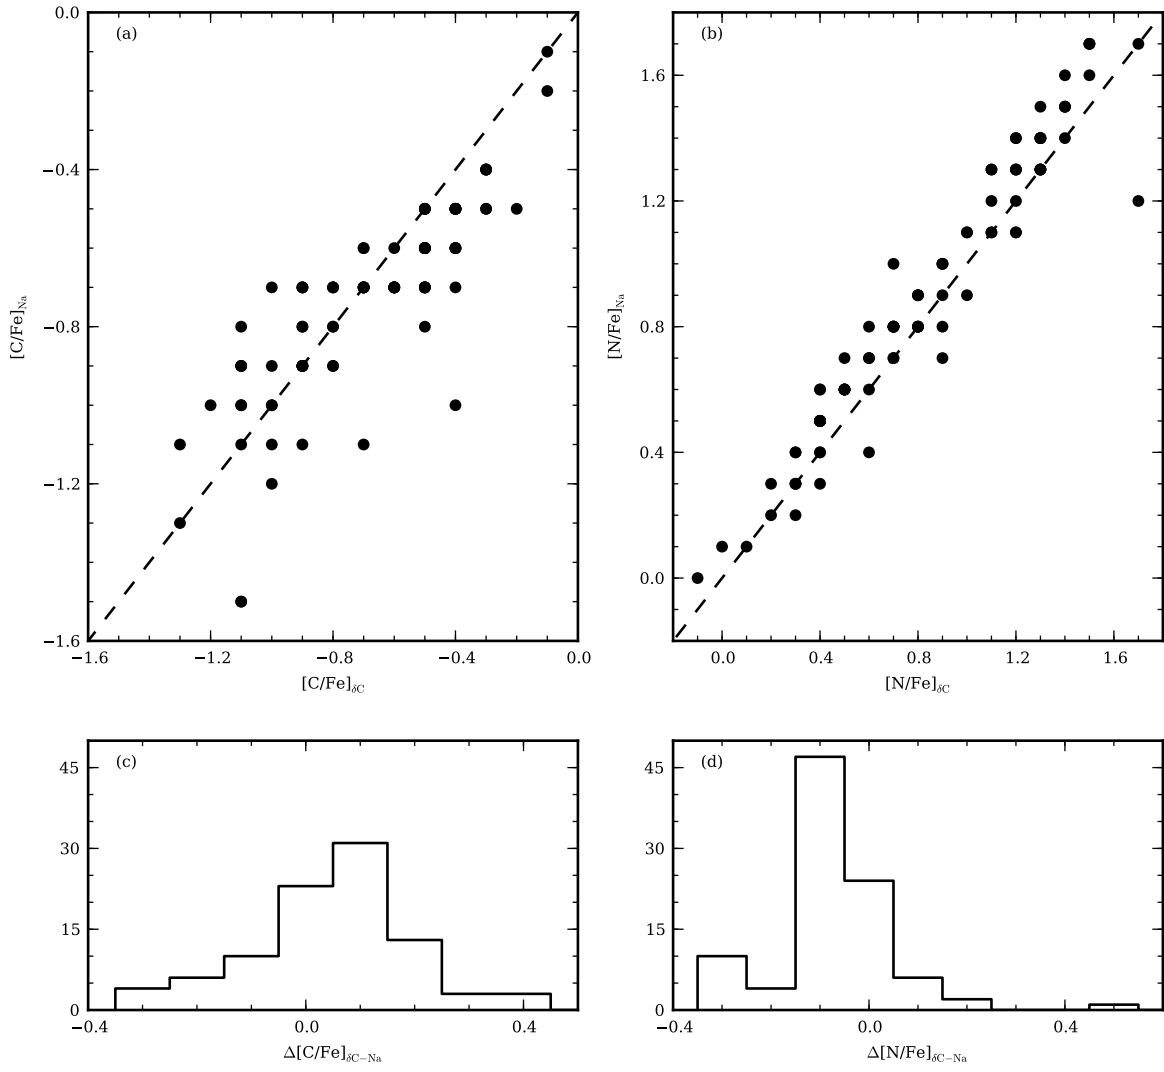 (a)
0.0
−0.4
−0.8
−1.2
−1.6
[C/Fe]Na
−1.6 −1.2 −0.8 −0.4 0.0
[C/Fe]δC
(b)
1.6
1.2
0.8
0.4
0.0
[N/Fe]Na
0.0 0.4 0.8 1.2 1.6
[N/Fe]δC
(c)
45
30
15
0
−0.4 0.0 0.4
Δ[C/Fe]δC−Na
(d)
45
30
15
0
−0.4 0.0 0.4
Δ[N/Fe]δC−Na